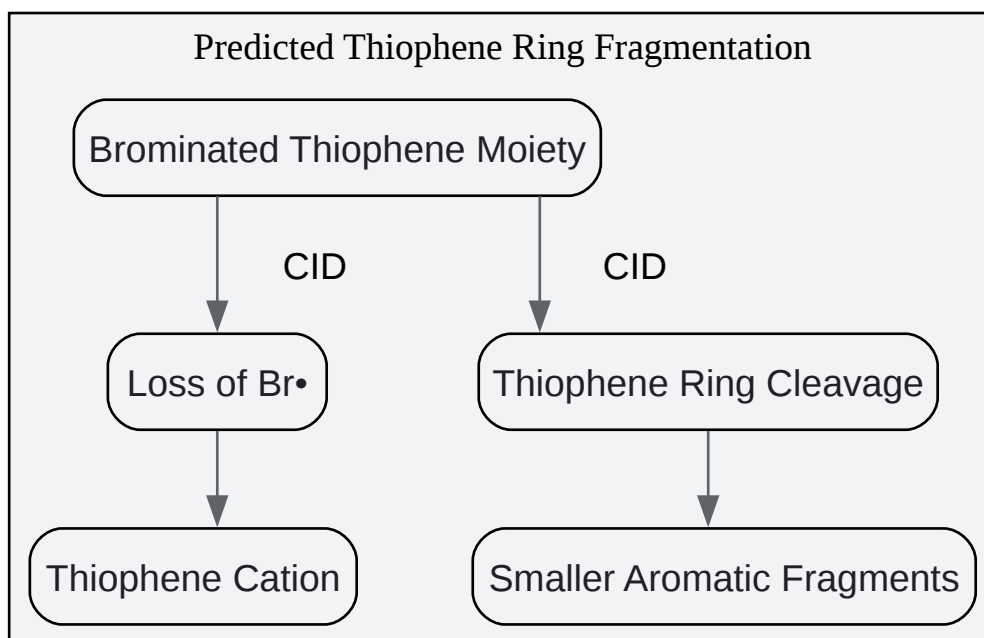 Predicted Thiophene Ring Fragmentation
Brominated Thiophene Moiety
CID
CID
Loss of Br•
Thiophene Ring Cleavage
Thiophene Cation
Smaller Aromatic Fragments